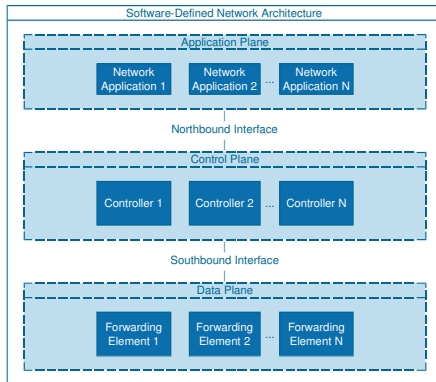 Software-Defined Network Architecture
Application Plane
Network Application 1
Network Application 2
...
Network Application N
Northbound Interface
Control Plane
Controller 1
Controller 2
...
Controller N
Southbound Interface
Data Plane
Forwarding Element 1
Forwarding Element 2
...
Forwarding Element N